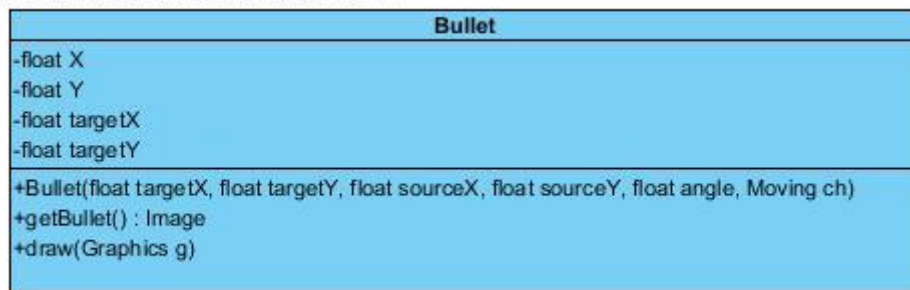 Bullet
-float X
-float Y
-float targetX
-float targetY
+Bullet(float targetX, float targetY, float sourceX, float sourceY, float angle, Moving ch)
+getBullet() : Image
+draw(Graphics g)